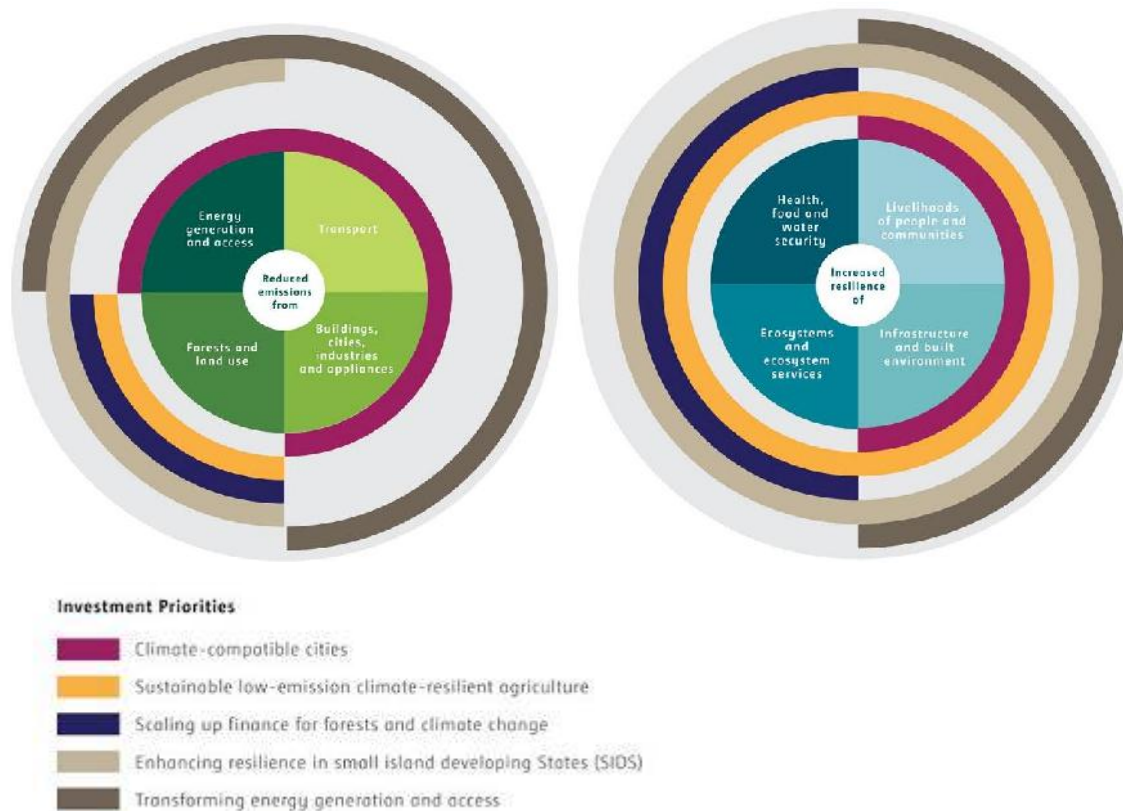 Energy
generation
and access
Transport
Reduced
emissions
from
Forests and
land use
Buildings,
cities,
industries
and appliances
Health,
food and
water
security
Livelihoods
of people and
communities
Increased
resilience
of
Ecosystems
and
ecosystem
services
Infrastructure
and built
environment
Investment Priorities
Climate-compatible cities
Sustainable low-emission climate-resilient agriculture
Scaling up finance for forests and climate change
Enhancing resilience in small island developing States (SIDS)
Transforming energy generation and access